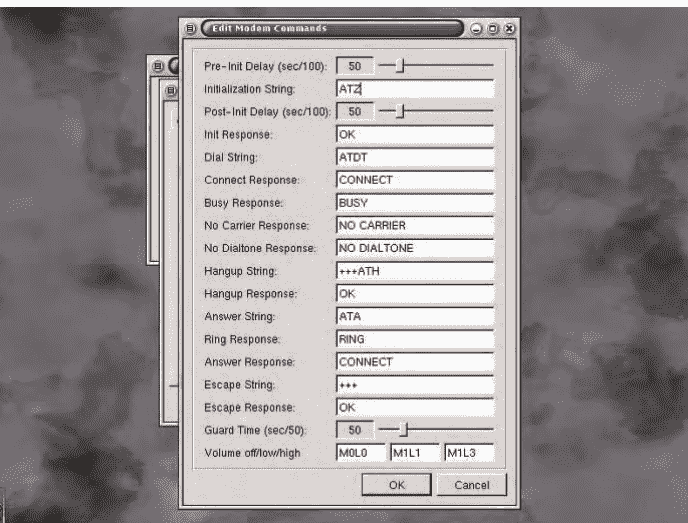 Edit Modem Commands
Pre-Init Delay (sec/100): 50
Initialization String: ATZ
Post-Init Delay (sec/100): 50
Init Response: OK
Dial String: ATDT
Connect Response: CONNECT
Busy Response: BUSY
No Carrier Response: NO CARRIER
No Dialtone Response: NO DIALTONE
Hangup String: +++ATH
Hangup Response: OK
Answer String: ATA
Ring Response: RING
Answer Response: CONNECT
Escape String: +++
Escape Response: OK
Guard Time (sec/50): 50
Volume off/low/high M0L0 M1L1 M1L3
OK Cancel